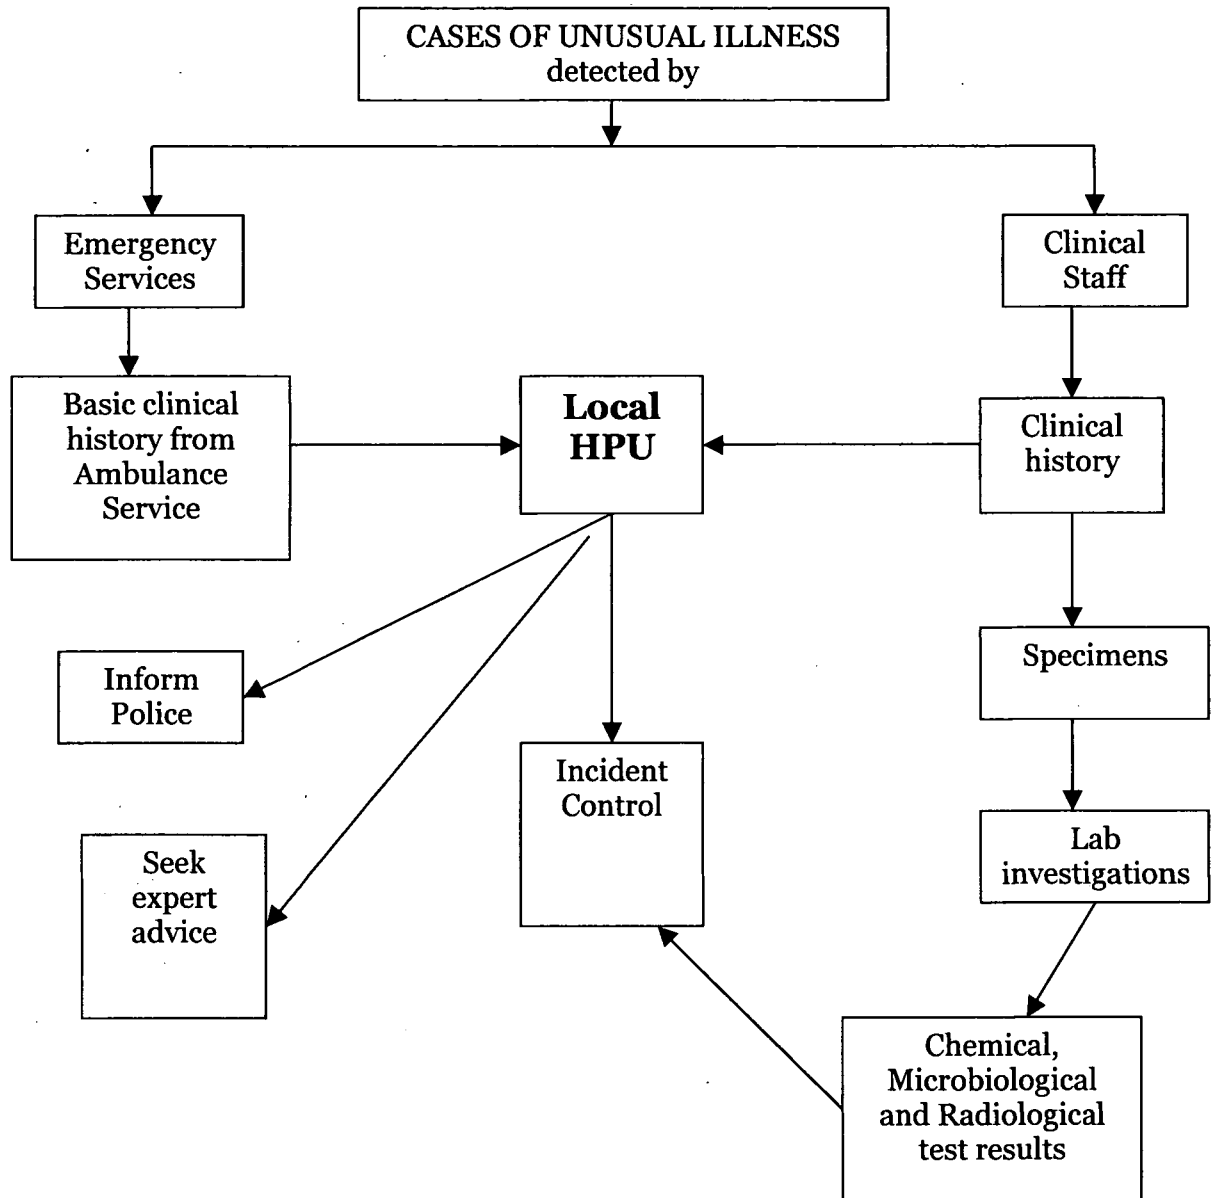 CASES OF UNUSUAL ILLNESS
detected by
Emergency
Services
Clinical
Staff
Basic clinical
history from
Ambulance
Service
Local
HPU
Clinical
history
Inform
Police
Specimens
Incident
Control
Seek
expert
advice
Lab
investigations
Chemical,
Microbiological
and Radiological
test results